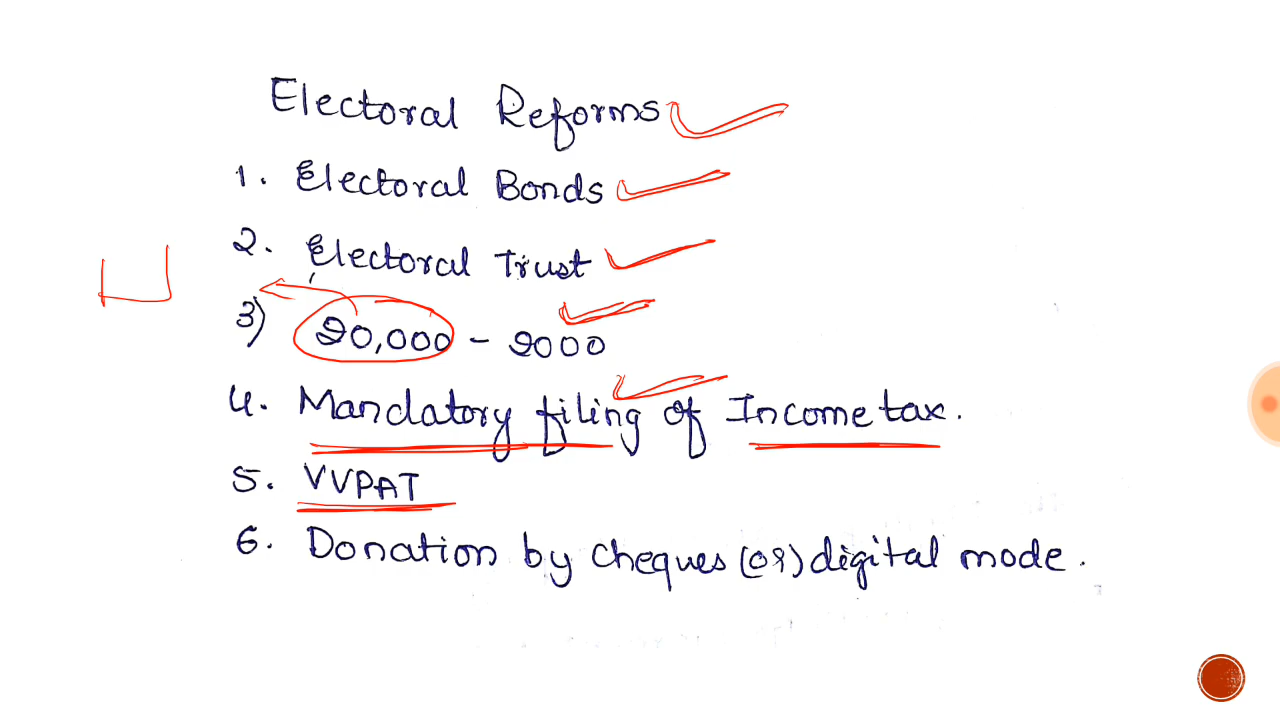 Electoral Reforms
1. Electoral Bonds
2. Electoral Trust
3) 20,000 - 2000
4. Mandatory filing of Income tax.
5. VVPAT
6. Donation by cheques (or) digital mode.